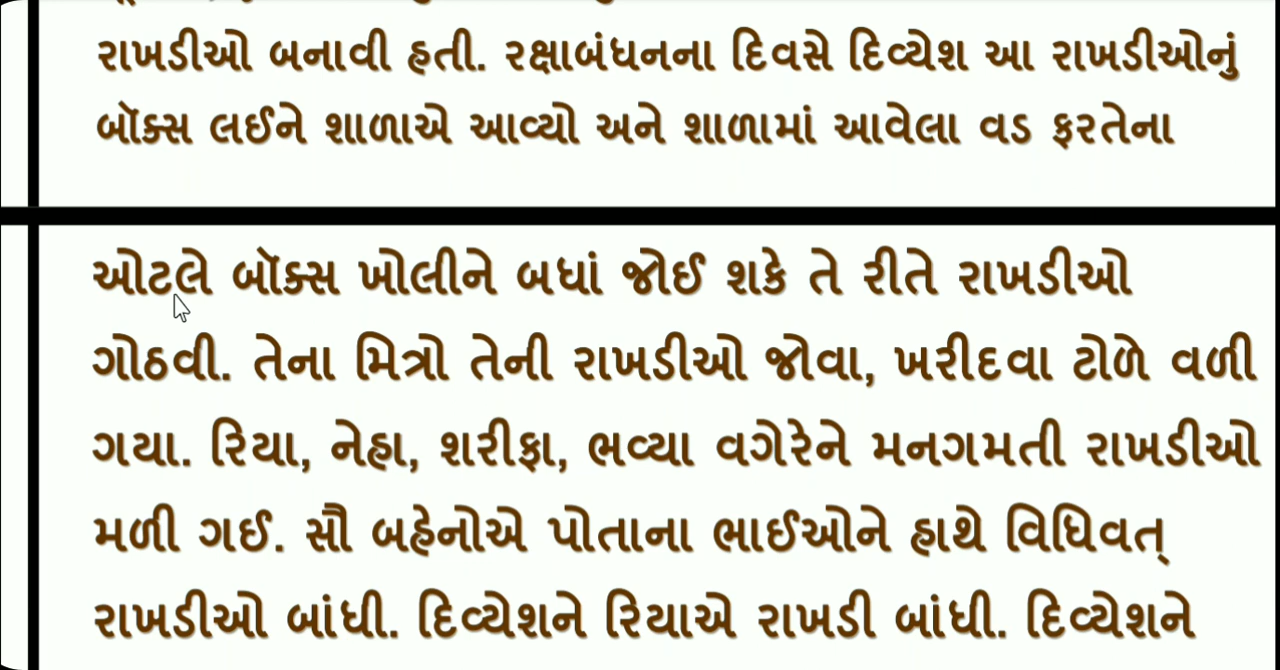 રાખડીઓ બનાવી હતી. રક્ષાબંધનના દિવસે દિવ્યેશ આ રાખડીઓનું
બૉક્સ લઈને શાળાએ આવ્યો અને શાળામાં આવેલા વડ ફરતેના
ઓટલે બૉક્સ ખોલીને બધાં જોઈ શકે તે રીતે રાખડીઓ
ગોઠવી. તેના મિત્રો તેની રાખડીઓ જોવા, ખરીદવા ટોળે વળી
ગયા. રિયા, નેહા, શરીફા, ભવ્યા વગેરેને મનગમતી રાખડીઓ
મળી ગઈ. સૌ બહેનોએ પોતાના ભાઈઓને હાથે વિધિવત્
રાખડીઓ બાંધી. દિવ્યેશને રિયાએ રાખડી બાંધી. દિવ્યેશને